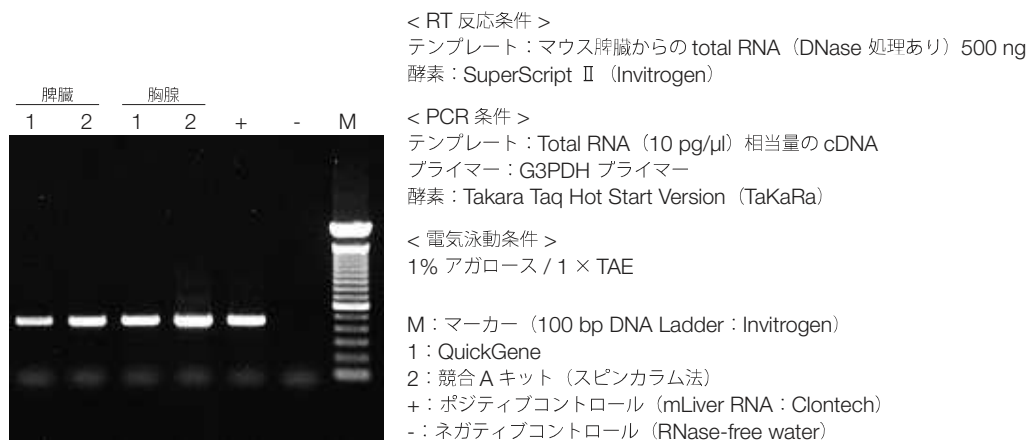 脾臓 胸腺
1 2 1 2 + - M
< RT 反応条件 >
テンプレート：マウス脾臓からの total RNA（DNase 処理あり）500 ng
酵素：SuperScript Ⅱ（Invitrogen）
< PCR 条件 >
テンプレート：Total RNA（10 pg/μl）相当量の cDNA
プライマー：G3PDH プライマー
酵素：Takara Taq Hot Start Version（TaKaRa）
< 電気泳動条件 >
1% アガロース / 1 × TAE
M：マーカー（100 bp DNA Ladder：Invitrogen）
1：QuickGene
2：競合 A キット（スピンカラム法）
+：ポジティブコントロール（mLiver RNA：Clontech）
-：ネガティブコントロール（RNase-free water）